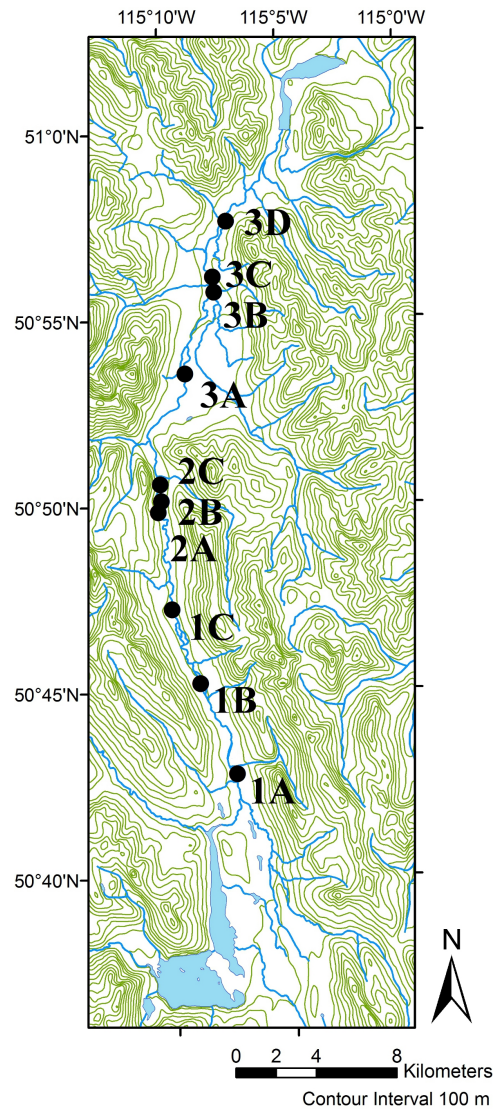 115°10'W 115°5'W 115°0'W
51°0'N
3D
3C
3B
50°55'N
3A
2C
50°50'N
2B
2A
1C
50°45'N
1B
1A
50°40'N
N
0 2 4 8 Kilometers
Contour Interval 100 m